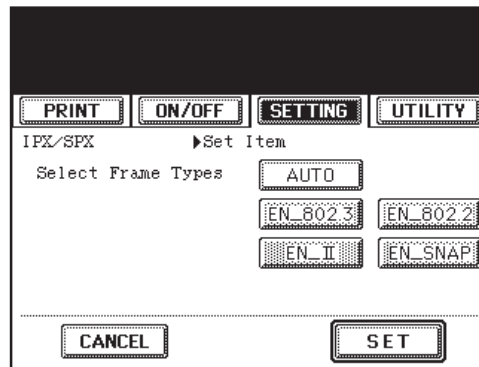 PRINT ON/OFF SETTING UTILITY
IPX/SPX ▶Set Item
Select Frame Types AUTO
EN_802.3 EN_802.2
EN_II EN_SNAP
CANCEL SET